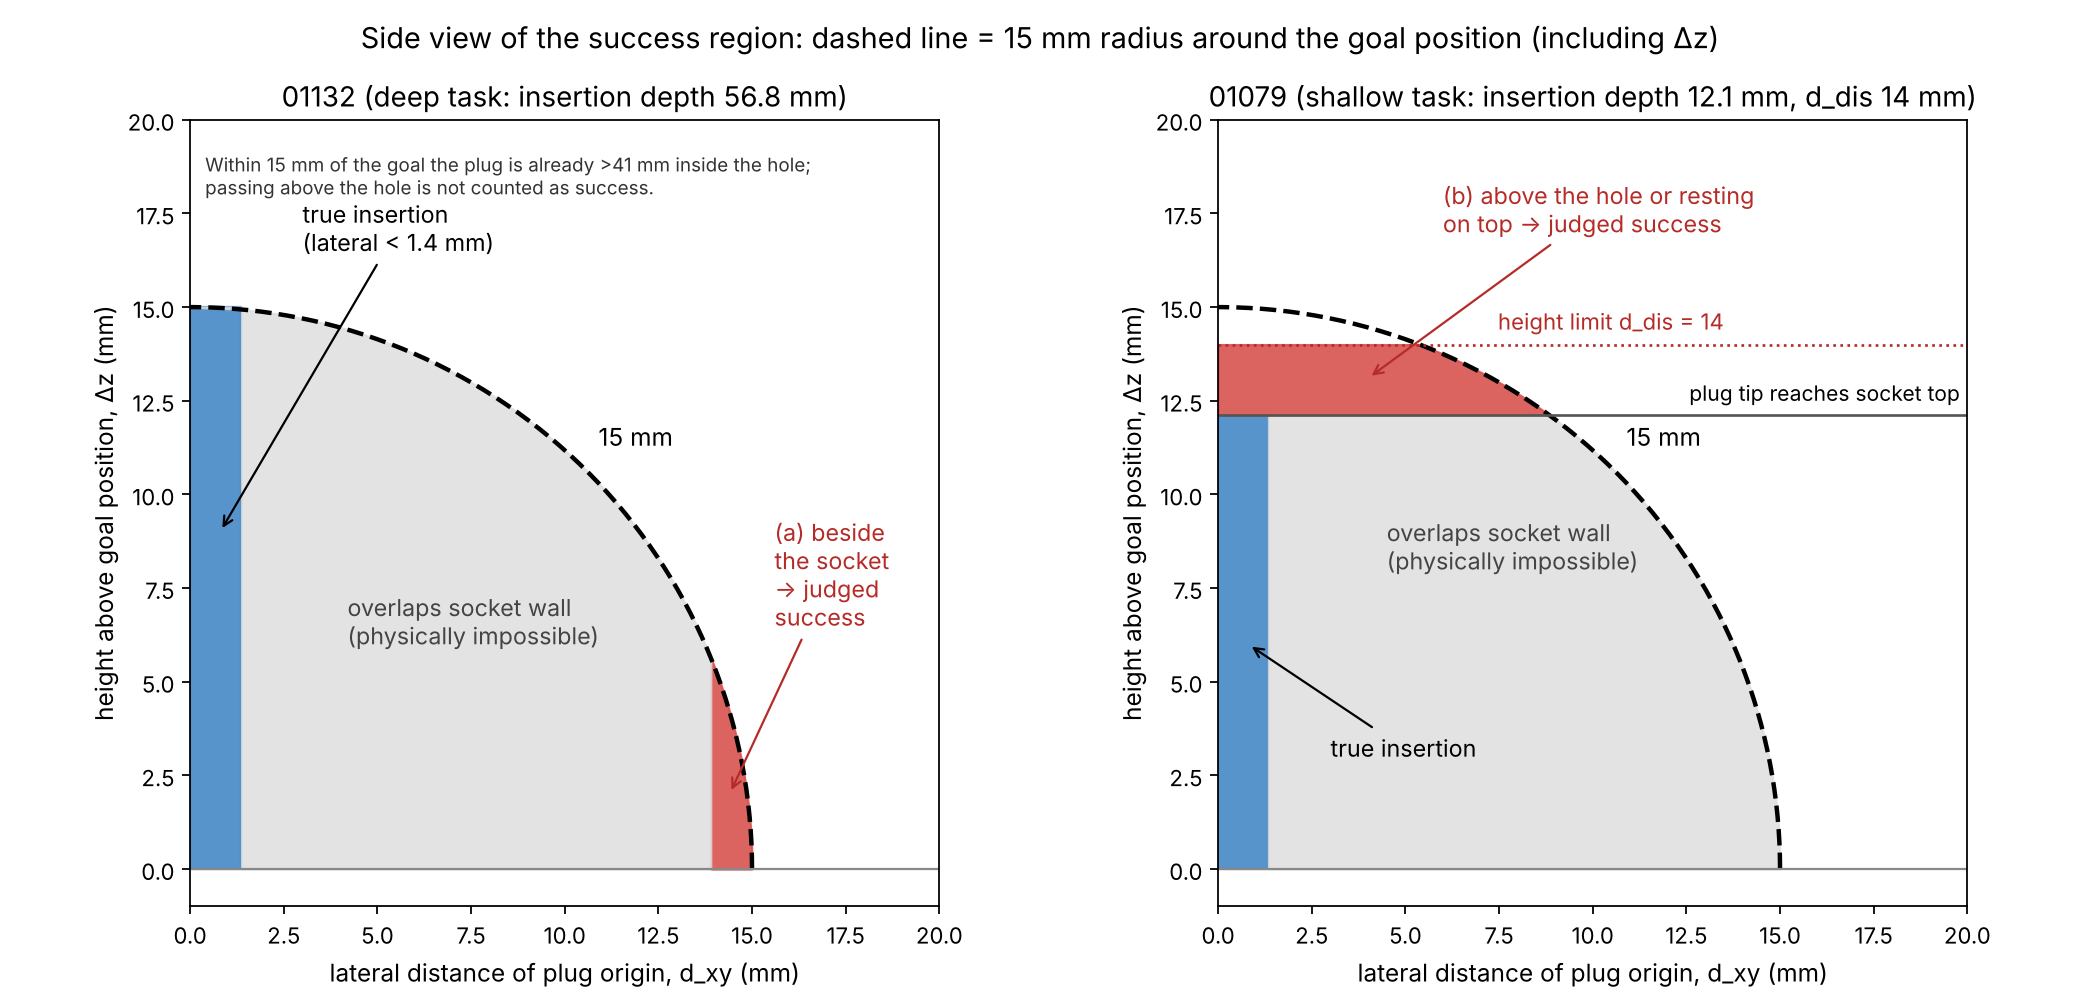 Side view of the success region: dashed line = 15 mm radius around the goal position (including Δz)
01132 (deep task: insertion depth 56.8 mm)
20.0
17.5
15.0
12.5
10.0
7.5
5.0
2.5
0.0
height above goal position, Δz (mm)
Within 15 mm of the goal the plug is already >41 mm inside the hole;
passing above the hole is not counted as success.
true insertion
(lateral < 1.4 mm)
15 mm
(a) beside
the socket
→ judged
success
overlaps socket wall
(physically impossible)
0.0 2.5 5.0 7.5 10.0 12.5 15.0 17.5 20.0
lateral distance of plug origin, d_xy (mm)
01079 (shallow task: insertion depth 12.1 mm, d_dis 14 mm)
20.0
17.5
15.0
12.5
10.0
7.5
5.0
2.5
0.0
height above goal position, Δz (mm)
(b) above the hole or resting
on top → judged success
height limit d_dis = 14
plug tip reaches socket top
15 mm
overlaps socket wall
(physically impossible)
true insertion
0.0 2.5 5.0 7.5 10.0 12.5 15.0 17.5 20.0
lateral distance of plug origin, d_xy (mm)